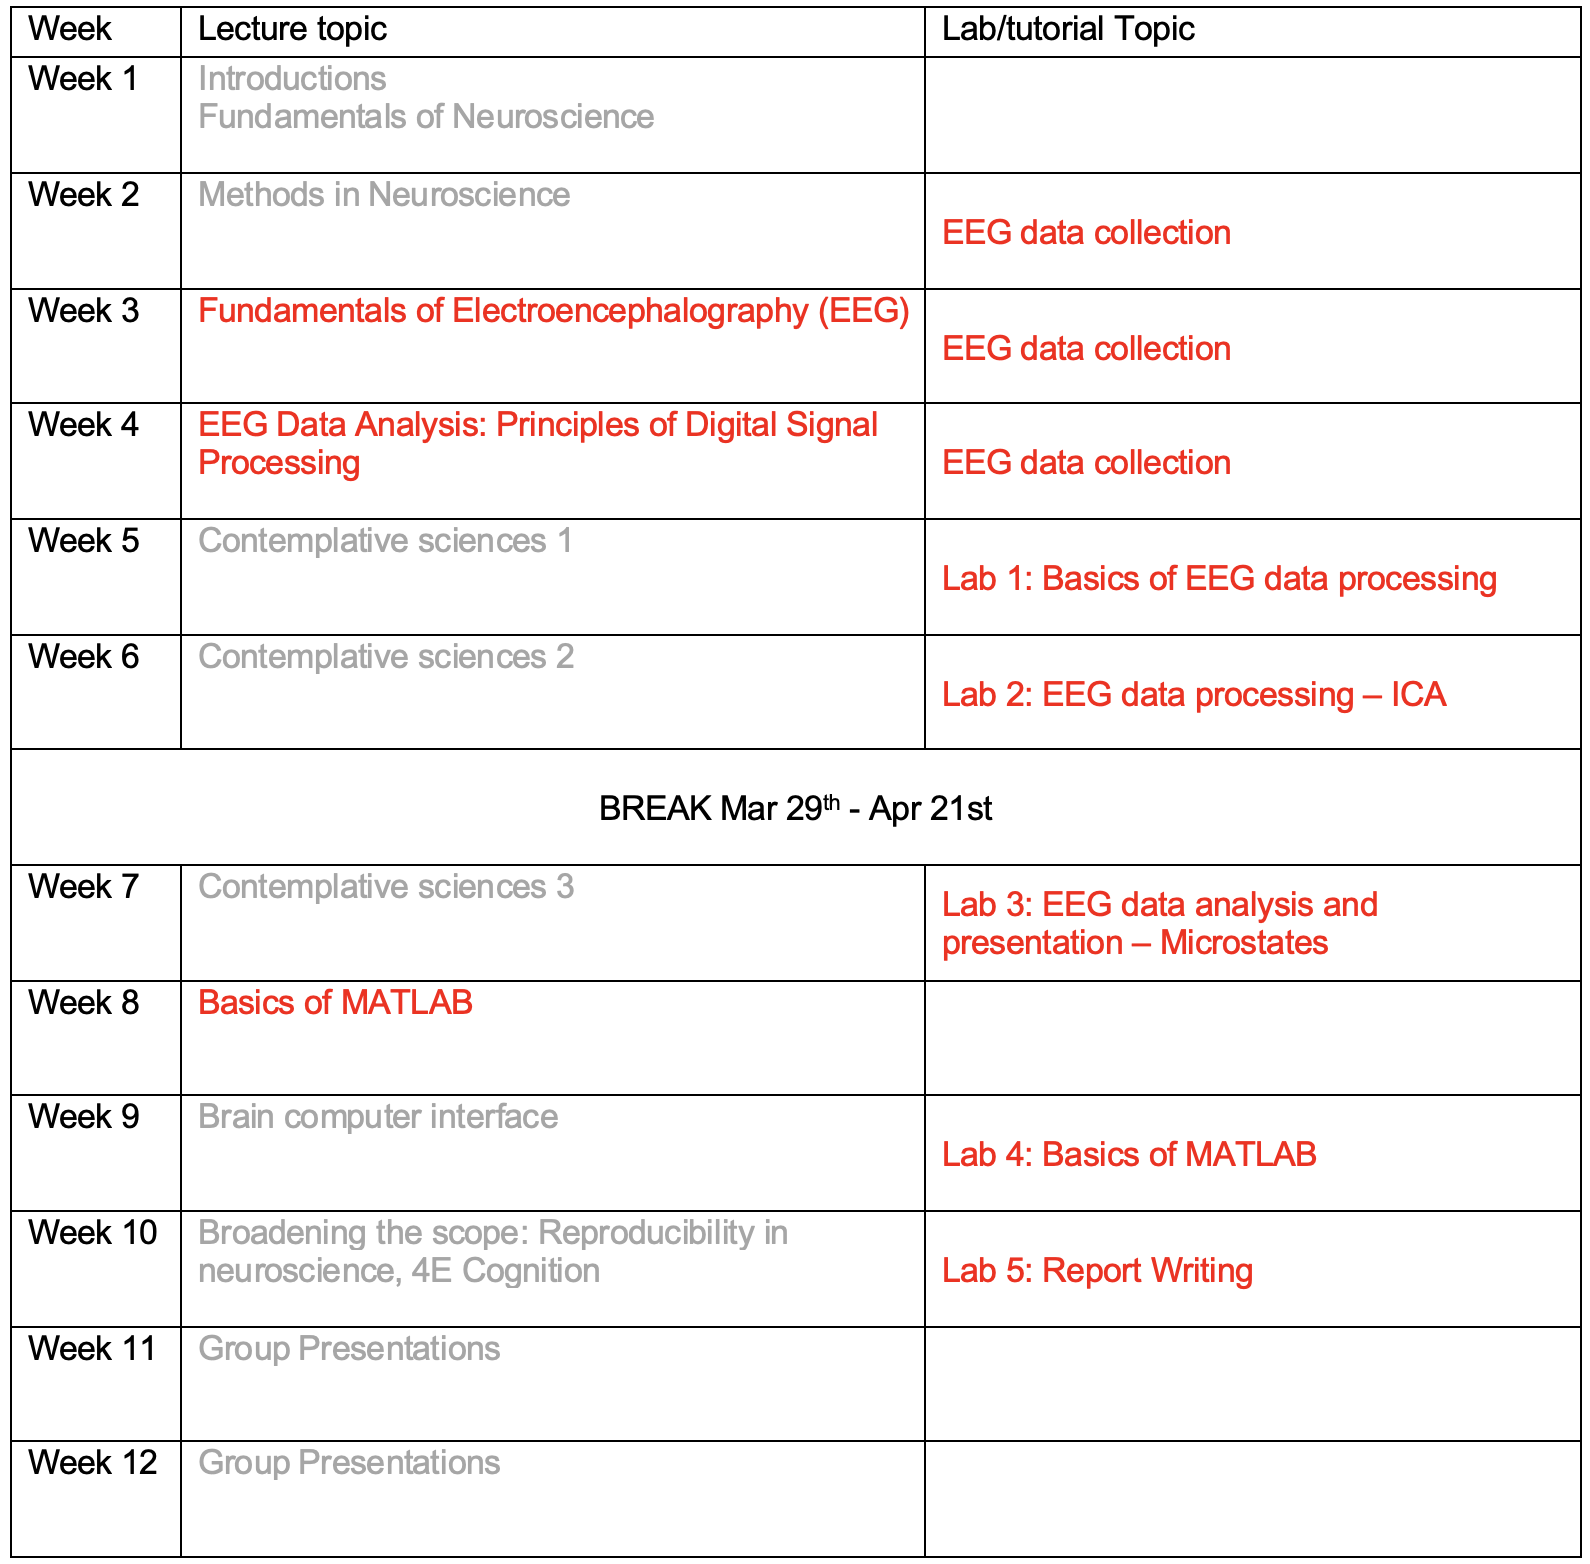 Week Lecture topic Lab/tutorial Topic
Week 1 Introductions
Fundamentals of Neuroscience
Week 2 Methods in Neuroscience
EEG data collection
Week 3 Fundamentals of Electroencephalography (EEG)
EEG data collection
Week 4 EEG Data Analysis: Principles of Digital Signal
Processing EEG data collection
Week 5 Contemplative sciences 1
Lab 1: Basics of EEG data processing
Week 6 Contemplative sciences 2
Lab 2: EEG data processing – ICA
BREAK Mar 29th - Apr 21st
Week 7 Contemplative sciences 3
Lab 3: EEG data analysis and
presentation – Microstates
Week 8 Basics of MATLAB
Week 9 Brain computer interface
Lab 4: Basics of MATLAB
Week 10 Broadening the scope: Reproducibility in
neuroscience, 4E Cognition
Lab 5: Report Writing
Week 11 Group Presentations
Week 12 Group Presentations